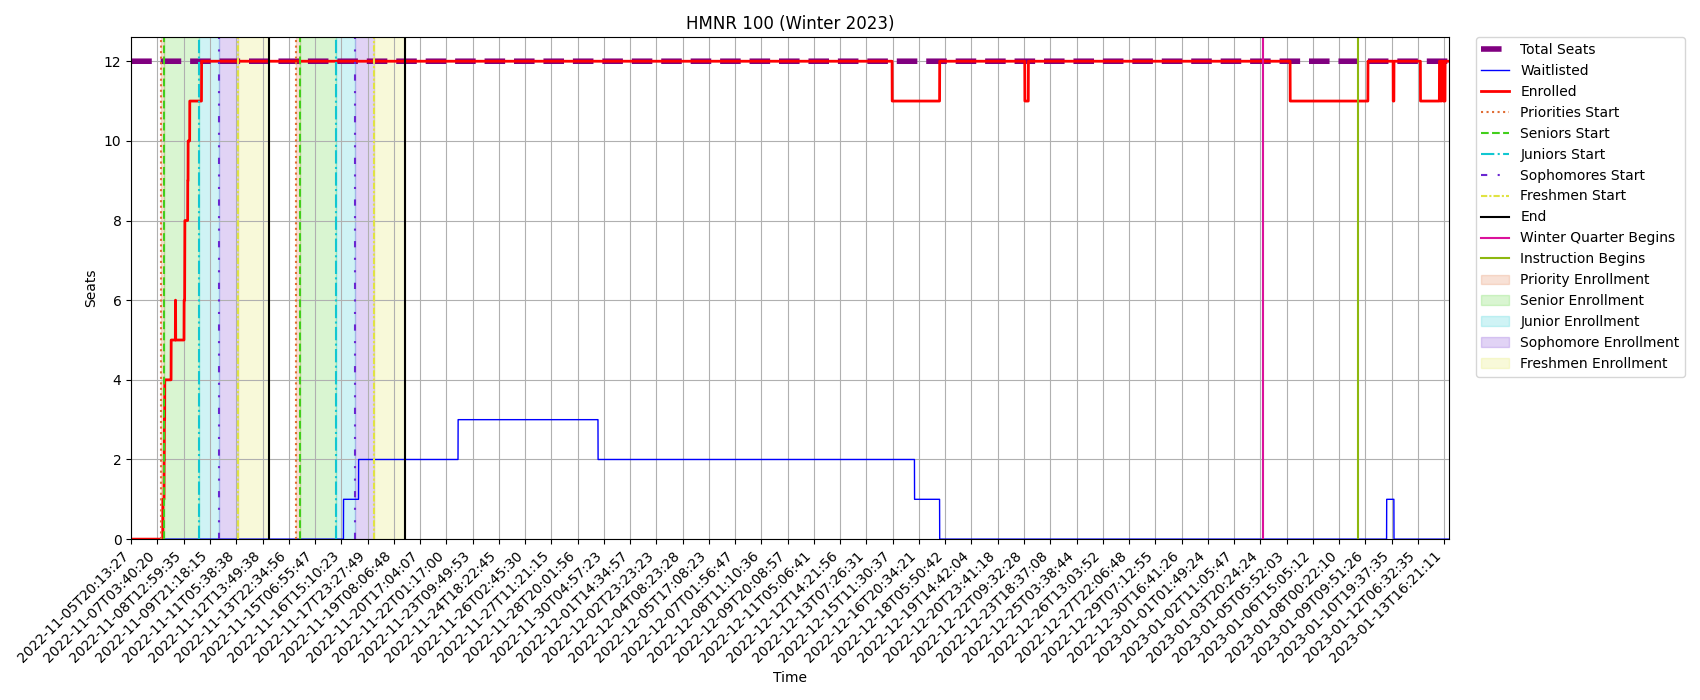 HMNR 100 (Winter 2023)
Total Seats
Waitlisted
Enrolled
Priorities Start
Seniors Start
Juniors Start
Sophomores Start
Freshmen Start
End
Winter Quarter Begins
Instruction Begins
Priority Enrollment
Senior Enrollment
Junior Enrollment
Sophomore Enrollment
Freshmen Enrollment
Seats
12
10
8
6
4
2
0
2022-11-05T20:13:27
2022-11-07T03:40:20
2022-11-08T12:59:35
2022-11-09T21:18:15
2022-11-11T05:38:38
2022-11-12T13:49:38
2022-11-13T22:34:56
2022-11-15T06:55:47
2022-11-16T15:10:23
2022-11-17T23:27:49
2022-11-19T08:06:48
2022-11-20T17:04:07
2022-11-22T01:17:00
2022-11-23T09:49:53
2022-11-24T18:22:45
2022-11-26T02:45:30
2022-11-27T11:21:15
2022-11-28T20:01:56
2022-11-30T04:57:23
2022-12-01T14:34:57
2022-12-02T23:23:23
2022-12-04T08:23:28
2022-12-05T17:08:23
2022-12-07T01:56:47
2022-12-08T11:10:36
2022-12-09T20:08:57
2022-12-11T05:06:41
2022-12-12T14:21:56
2022-12-13T07:26:31
2022-12-15T11:30:37
2022-12-16T20:34:21
2022-12-18T05:50:42
2022-12-19T14:42:04
2022-12-20T23:41:18
2022-12-22T09:32:28
2022-12-23T18:37:08
2022-12-25T03:38:44
2022-12-26T13:03:52
2022-12-27T22:06:48
2022-12-29T07:12:55
2022-12-30T16:41:26
2023-01-01T01:49:24
2023-01-02T11:05:47
2023-01-03T20:24:24
2023-01-05T05:52:03
2023-01-06T15:05:12
2023-01-08T00:22:10
2023-01-09T09:51:26
2023-01-10T19:37:35
2023-01-12T06:32:35
2023-01-13T16:21:11
Time